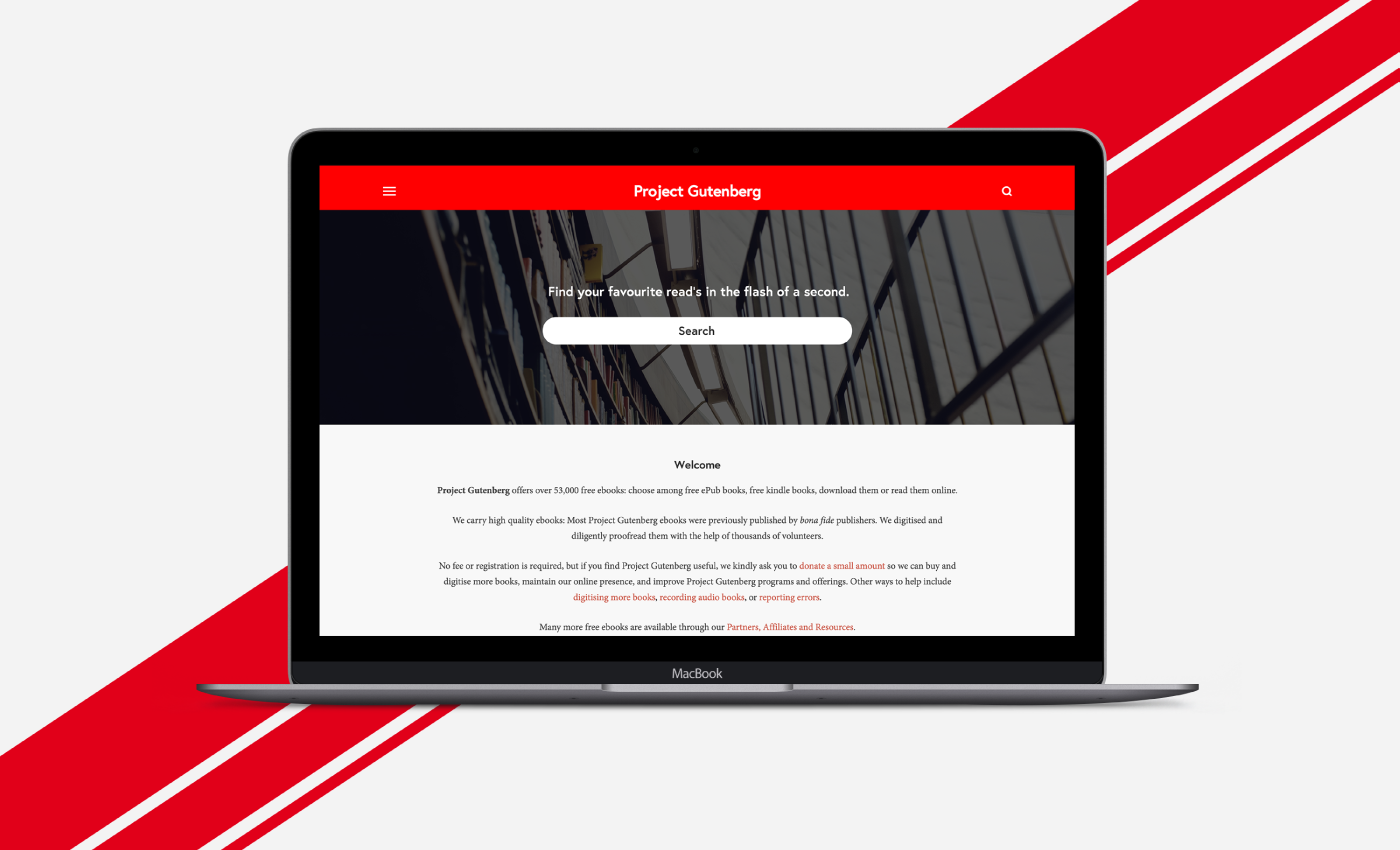 Project Gutenberg
Find your favourite read's in the flash of a second.
Search
Welcome
Project Gutenberg offers over 53,000 free ebooks: choose among free ePub books, free kindle books, download them or read them online.
We carry high quality ebooks: Most Project Gutenberg ebooks were previously published by bona fide publishers. We digitised and
diligently proofread them with the help of thousands of volunteers.
No fee or registration is required, but if you find Project Gutenberg useful, we kindly ask you to donate a small amount so we can buy and
digitise more books, maintain our online presence, and improve Project Gutenberg programs and offerings. Other ways to help include
digitising more books, recording audio books, or reporting errors.
Many more free ebooks are available through our Partners, Affiliates and Resources.
MacBook